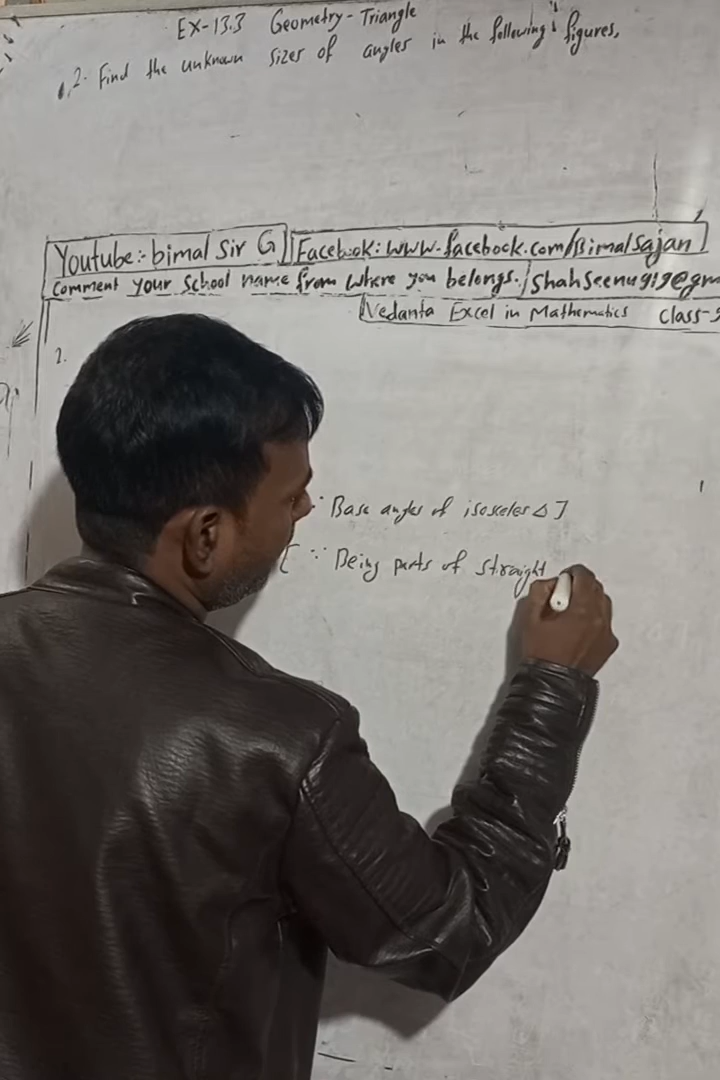 EX-13.3 Geometry-Triangle
2. Find the unknown sizes of angles in the following figures,
Youtube:- bimal Sir G
Facebook: www.facebook.com/Bimalsajan
Comment your School name from where you belongs.
Vedanta Excel in Mathematics class-9
2.
∵ Base angles of isosceles Δ]
[ ∵ Being parts of straight